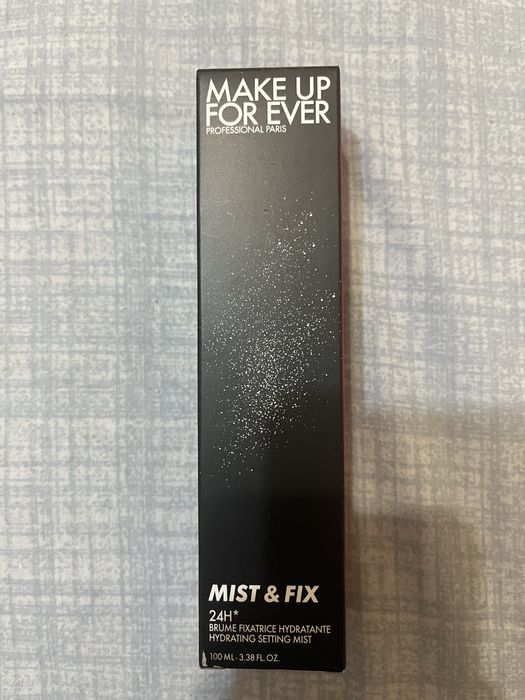 MAKE UP
FOR EVER
PROFESSIONAL PARIS
MIST & FIX
24H*
BRUME FIXATRICE HYDRATANTE
HYDRATING SETTING MIST
100 ML - 3.38 FL. OZ.